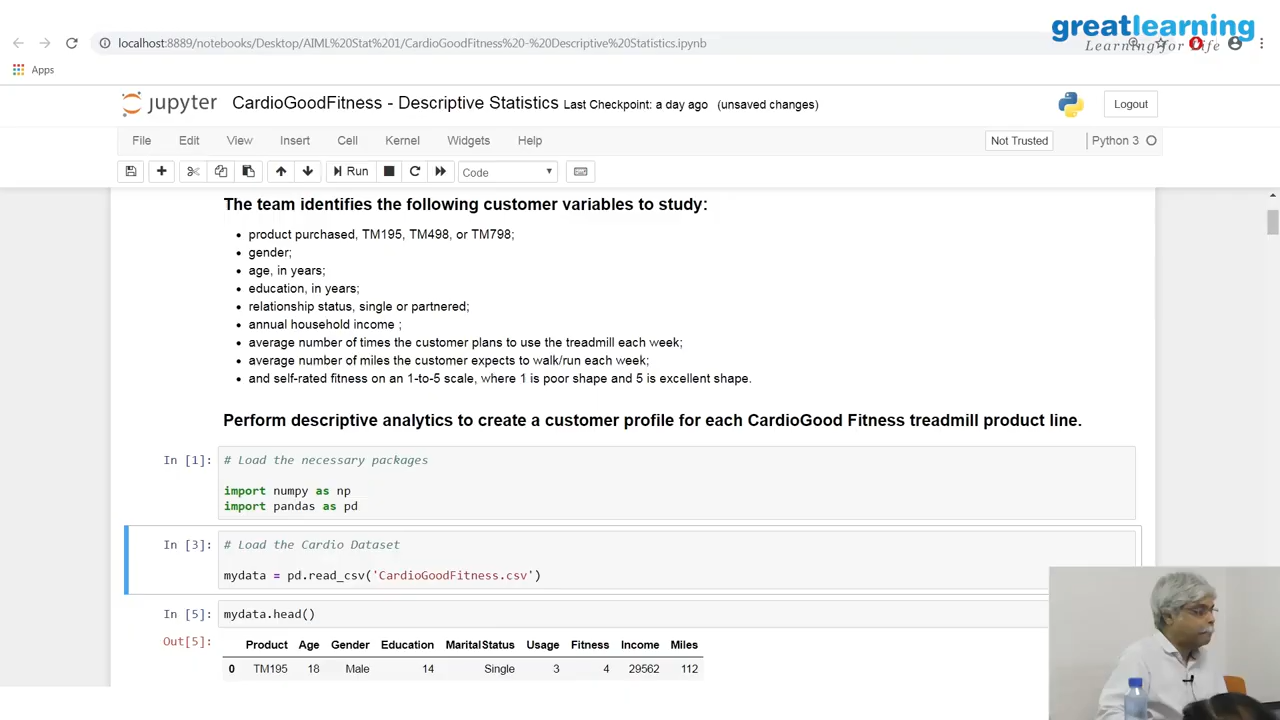 greatlearning
Learning for Life
localhost:8889/notebooks/Desktop/AIML%20Stat%201/CardioGoodFitness%20-%20Descriptive%20Statistics.ipynb
Apps
jupyter CardioGoodFitness - Descriptive Statistics Last Checkpoint: a day ago (unsaved changes) Logout
File Edit View Insert Cell Kernel Widgets Help Not Trusted Python 3
Run Code
The team identifies the following customer variables to study:
• product purchased, TM195, TM498, or TM798;
• gender;
• age, in years;
• education, in years;
• relationship status, single or partnered;
• annual household income ;
• average number of times the customer plans to use the treadmill each week;
• average number of miles the customer expects to walk/run each week;
• and self-rated fitness on an 1-to-5 scale, where 1 is poor shape and 5 is excellent shape.
Perform descriptive analytics to create a customer profile for each CardioGood Fitness treadmill product line.
In [1]: # Load the necessary packages
import numpy as np
import pandas as pd
In [3]: # Load the Cardio Dataset
mydata = pd.read_csv('CardioGoodFitness.csv')
In [5]: mydata.head()
Out[5]: Product Age Gender Education MaritalStatus Usage Fitness Income Miles
0 TM195 18 Male 14 Single 3 4 29562 112